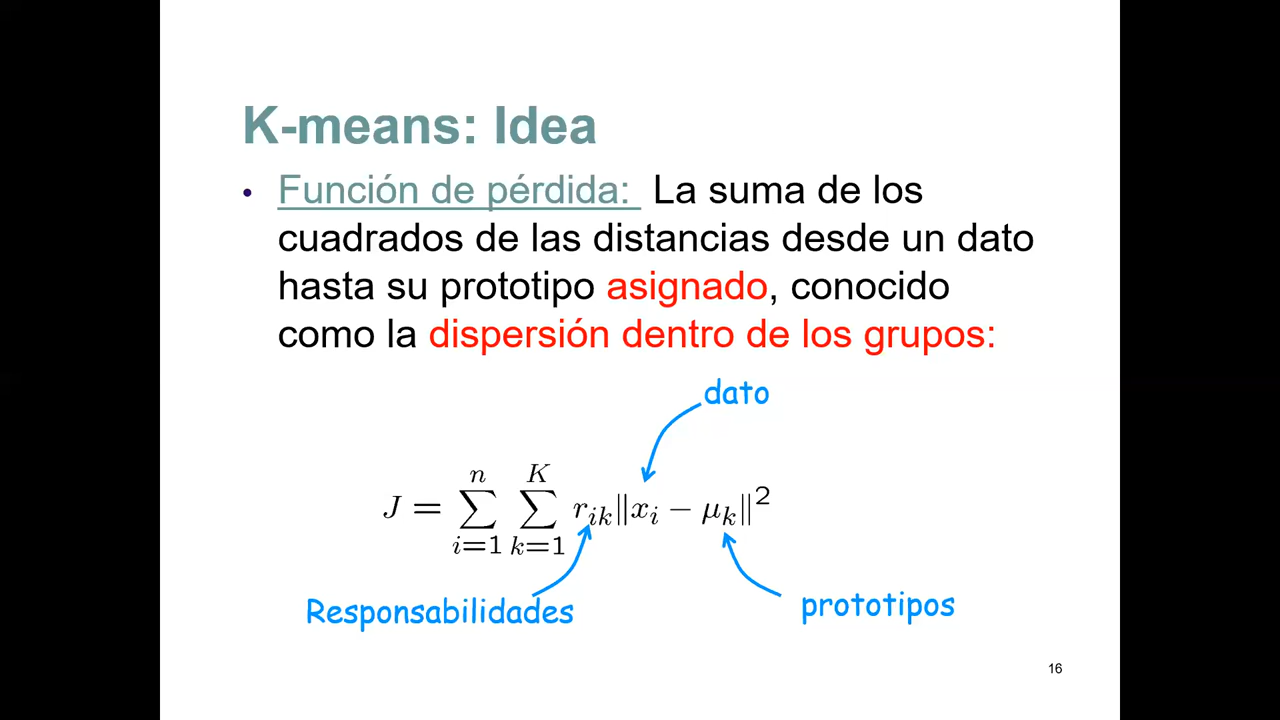 K-means: Idea
• Función de pérdida: La suma de los
cuadrados de las distancias desde un dato
hasta su prototipo asignado, conocido
como la dispersión dentro de los grupos:
dato
J = \sum_{i=1}^{n} \sum_{k=1}^{K} r_{ik} \| x_i - \mu_k \|^2
Responsabilidades
prototipos
16